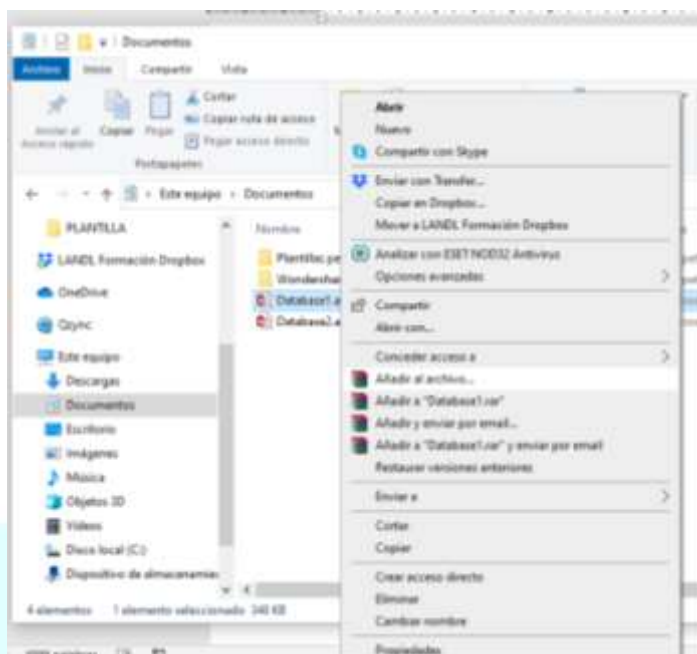 Documentos
Archivo Inicio Compartir Vista
Cortar
Copiar ruta de acceso
Pegar acceso directo
Anclar al
Acceso rápido
Copiar
Pegar
Portapapeles
Este equipo
Documentos
PLANTILLA
LANDL Formación Dropbox
OneDrive
Qsync
Este equipo
Descargas
Documentos
Escritorio
Imágenes
Música
Objetos 3D
Vídeos
Disco local (C:)
Dispositivo de almacenamie
Nombre
Database1.a
Database2.a
4 elementos 1 elemento seleccionado 348 KB
Abrir
Nuevo
Compartir con Skype
Enviar con Transfer...
Copiar en Dropbox...
Mover a LANDL Formación Dropbox
Analizar con ESET NOD32 Antivirus
Opciones avanzadas
Compartir
Abrir con...
Conceder acceso a
Añadir al archivo...
Añadir a "Database1.rar"
Añadir y enviar por email...
Añadir a "Database1.rar" y enviar por email
Restaurar versiones anteriores
Enviar a
Cortar
Copiar
Crear acceso directo
Eliminar
Cambiar nombre
Propiedades